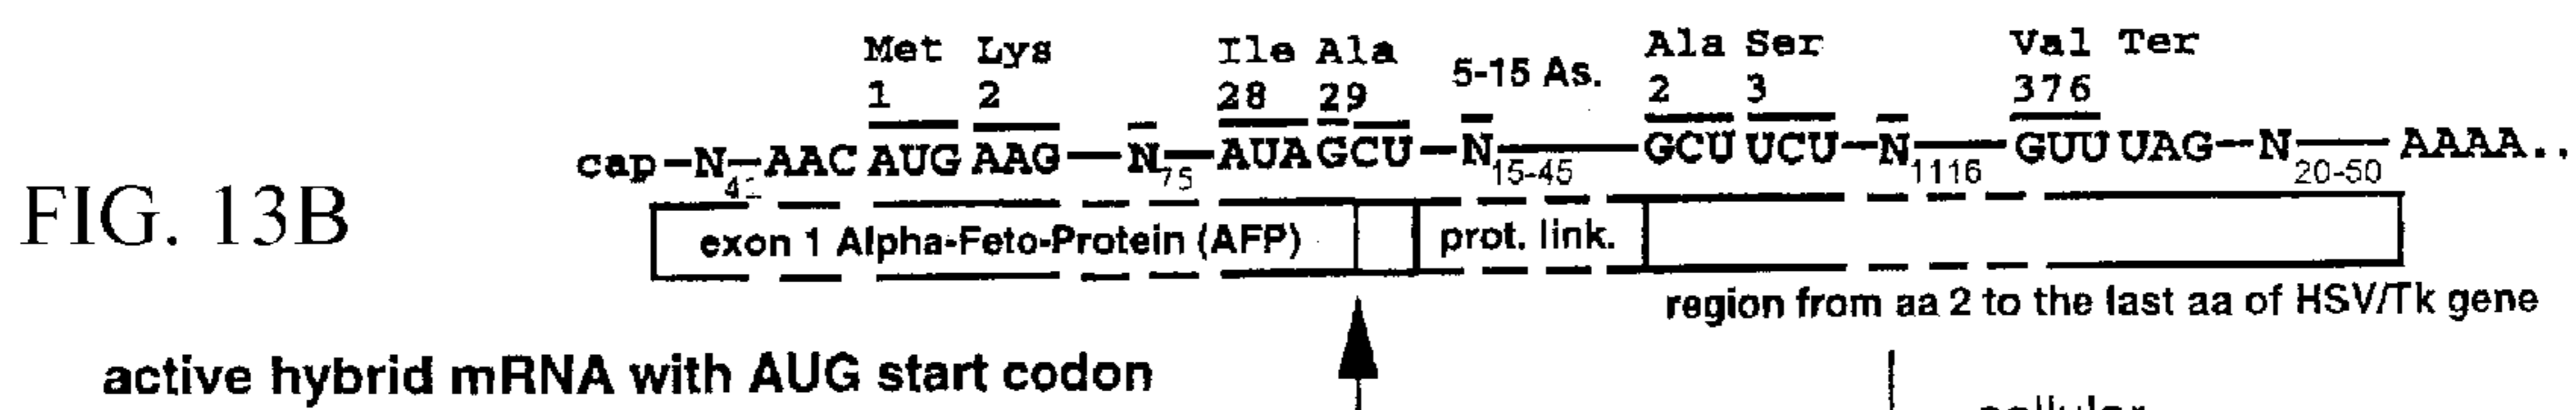 Met Lys Ile Ala 5-15 As. Ala Ser Val Ter
1 2 28 29 2 3 376
cap-N-AAC AUG AAG-N75-AUAGCU-N15-45-GCU UCU-N1116-GUU UAG-N20-50-AAAA..
FIG. 13B
exon 1 Alpha-Feto-Protein (AFP) prot. link.
region from aa 2 to the last aa of HSV/Tk gene
active hybrid mRNA with AUG start codon